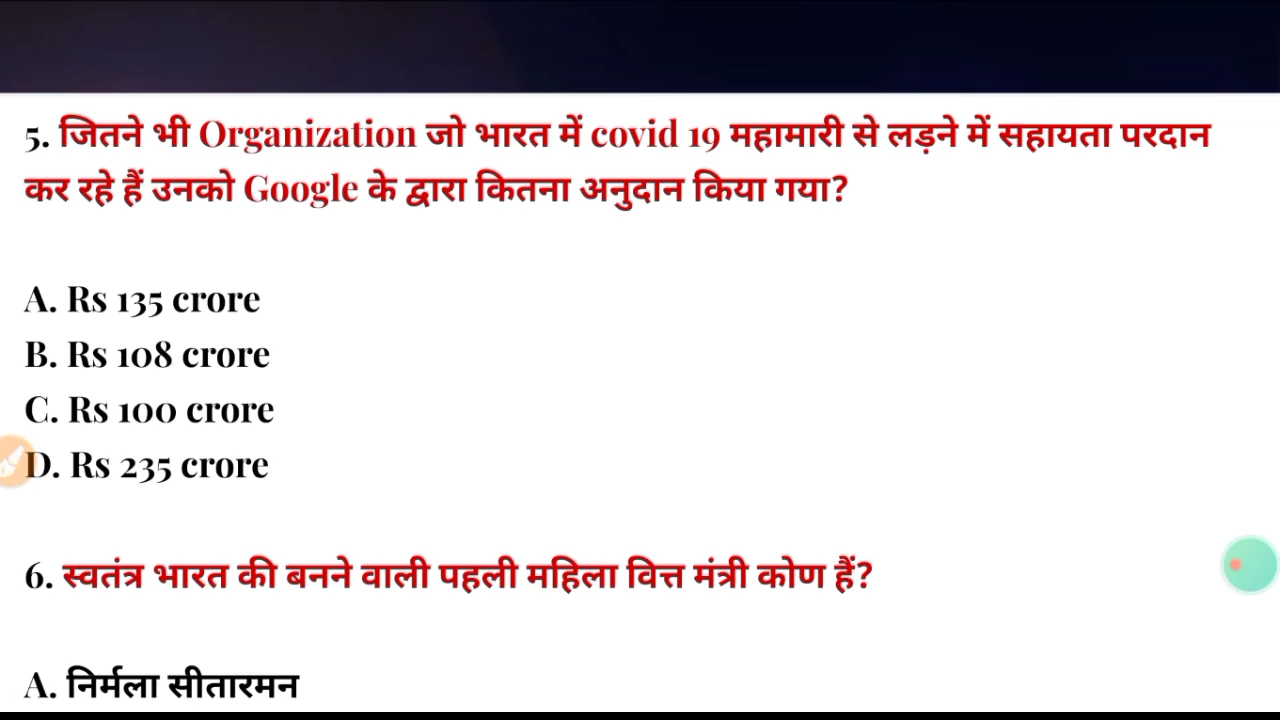 5. जितने भी Organization जो भारत में covid 19 महामारी से लड़ने में सहायता परदान
कर रहे हैं उनको Google के द्वारा कितना अनुदान किया गया?
A. Rs 135 crore
B. Rs 108 crore
C. Rs 100 crore
D. Rs 235 crore
6. स्वतंत्र भारत की बनने वाली पहली महिला वित्त मंत्री कोण हैं?
A. निर्मला सीतारमन